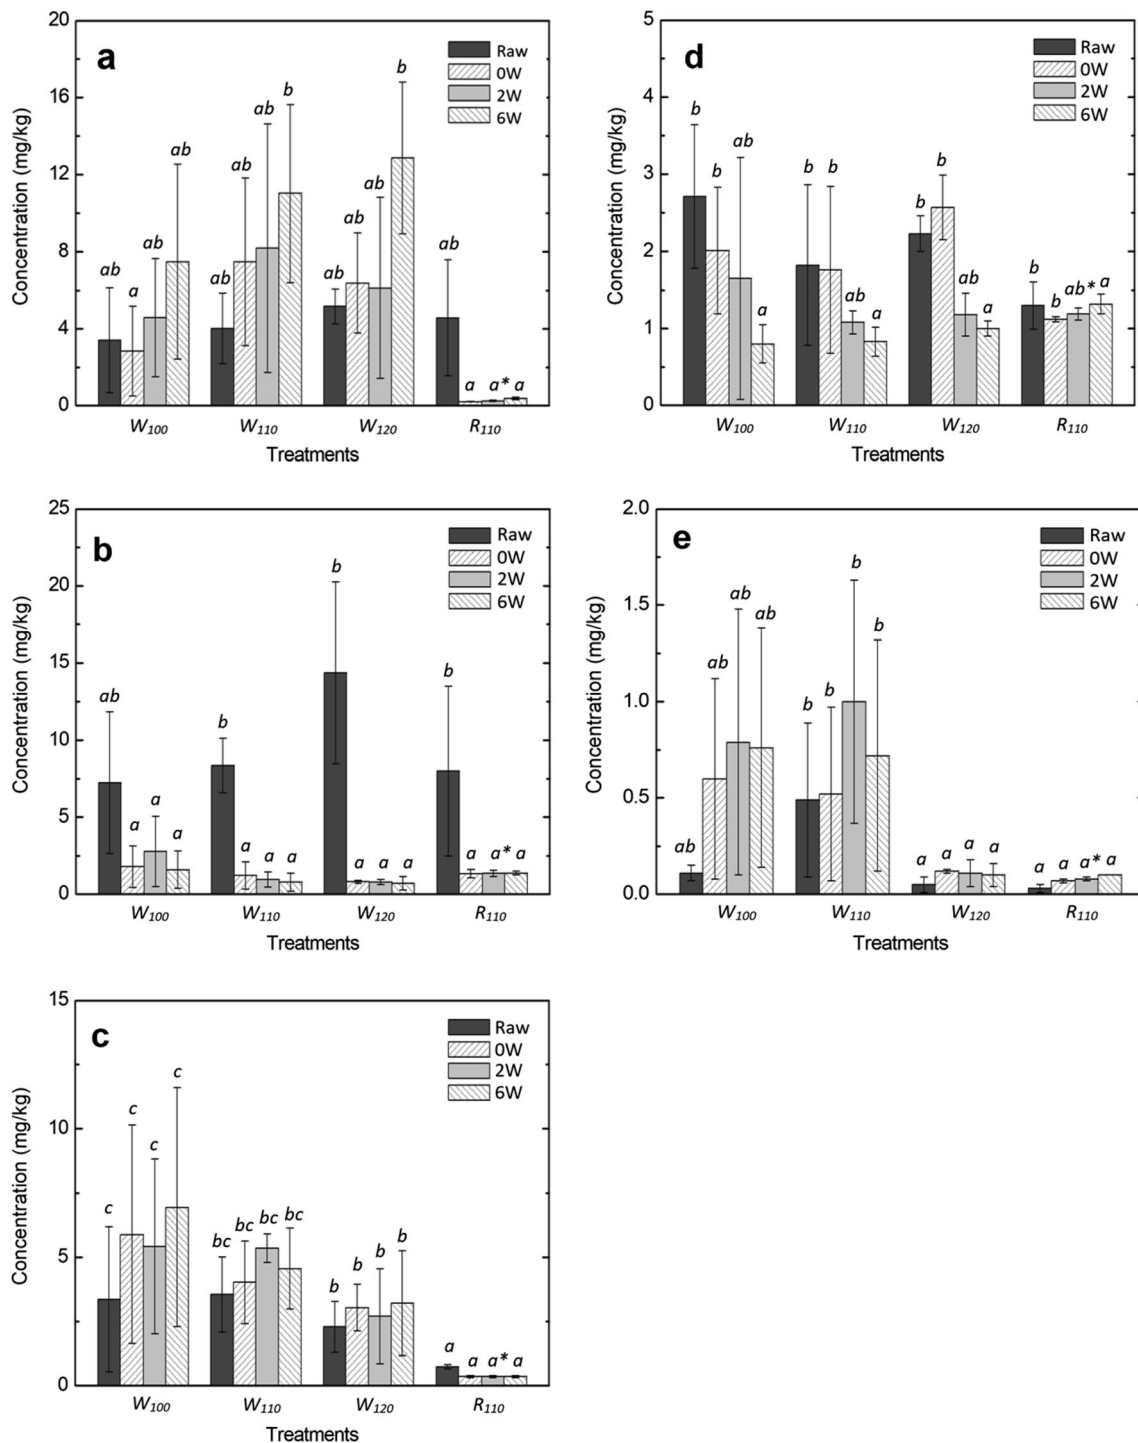 a
Raw
0W
2W
6W
20
16
12
8
4
0
Concentration (mg/kg)
ab a ab ab
ab ab ab b
ab ab ab b
ab a a* a
W100 W110 W120 R110
Treatments
d
Raw
0W
2W
6W
5
4
3
2
1
0
Concentration (mg/kg)
b b ab a
b b ab a
b b ab a
b b ab* a
W100 W110 W120 R110
Treatments
b
Raw
0W
2W
6W
25
20
15
10
5
0
Concentration (mg/kg)
ab a a a
b a a a
b a a a
b a a* a
W100 W110 W120 R110
Treatments
e
Raw
0W
2W
6W
2.0
1.5
1.0
0.5
0.0
Concentration (mg/kg)
ab ab ab ab
b b b b
a a a a
a a a* a
W100 W110 W120 R110
Treatments
c
Raw
0W
2W
6W
15
10
5
0
Concentration (mg/kg)
c c c c
bc bc bc bc
b b b b
a a a* a
W100 W110 W120 R110
Treatments